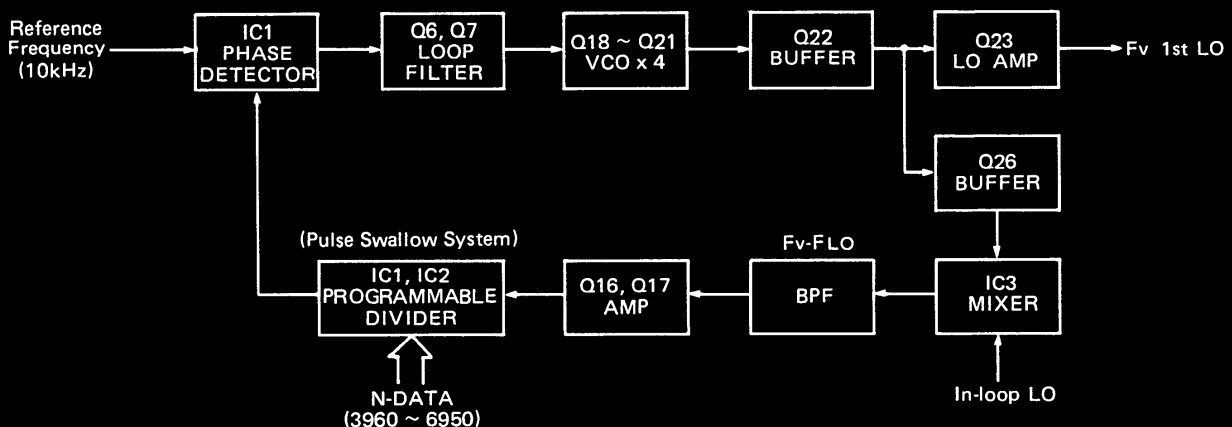 Reference
Frequency
(10kHz)
IC1
PHASE
DETECTOR
Q6, Q7
LOOP
FILTER
Q18 ~ Q21
VCO x 4
Q22
BUFFER
Q23
LO AMP
Fv 1st LO
Q26
BUFFER
(Pulse Swallow System)
IC1, IC2
PROGRAMMABLE
DIVIDER
Q16, Q17
AMP
Fv-FLO
BPF
IC3
MIXER
N-DATA
(3960 ~ 6950)
In-loop LO